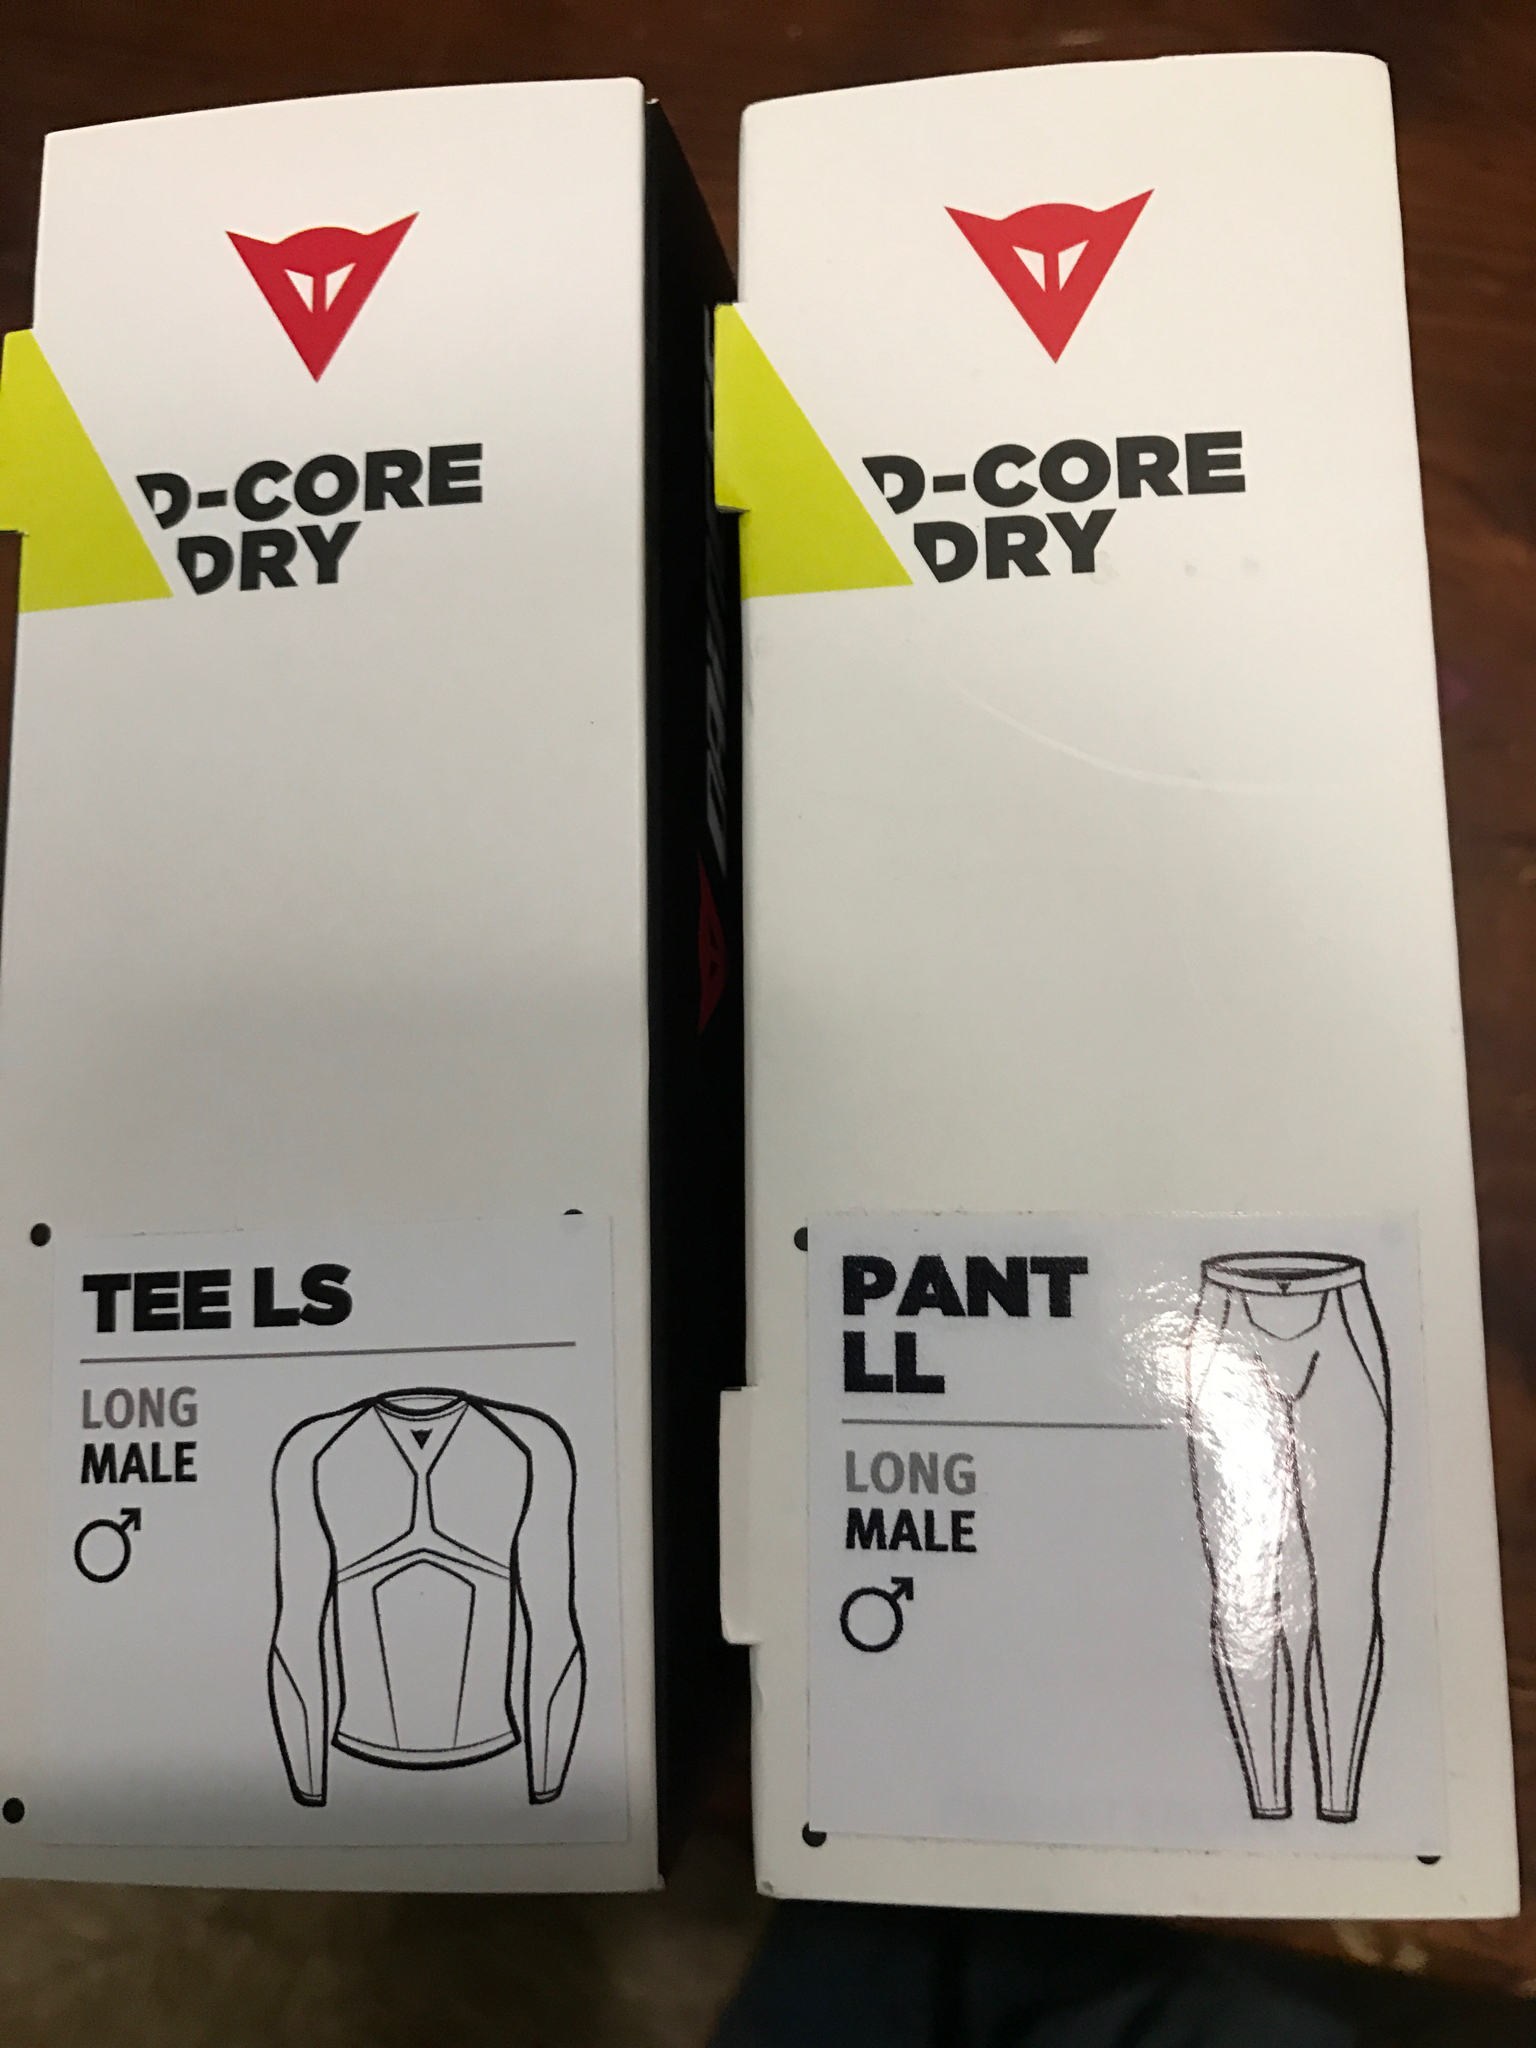 D-CORE
DRY
TEE LS
LONG
MALE
D-CORE
DRY
PANT
LL
LONG
MALE